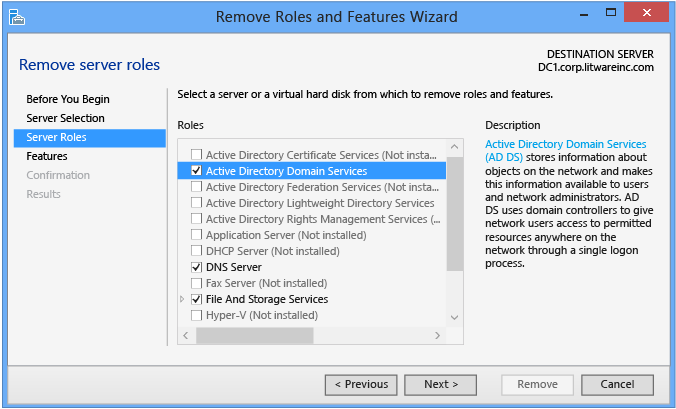 Remove Roles and Features Wizard
Remove server roles
DESTINATION SERVER
DC1.corp.litwareinc.com
Before You Begin
Server Selection
Server Roles
Features
Confirmation
Results
Select a server or a virtual hard disk from which to remove roles and features.
Roles
Active Directory Certificate Services (Not insta...
Active Directory Domain Services
Active Directory Federation Services (Not insta...
Active Directory Lightweight Directory Services
Active Directory Rights Management Services (...
Application Server (Not installed)
DHCP Server (Not installed)
DNS Server
Fax Server (Not installed)
File And Storage Services
Hyper-V (Not installed)
Description
Active Directory Domain Services
(AD DS) stores information about
objects on the network and makes
this information available to users
and network administrators. AD
DS uses domain controllers to give
network users access to permitted
resources anywhere on the
network through a single logon
process.
< Previous
Next >
Remove
Cancel